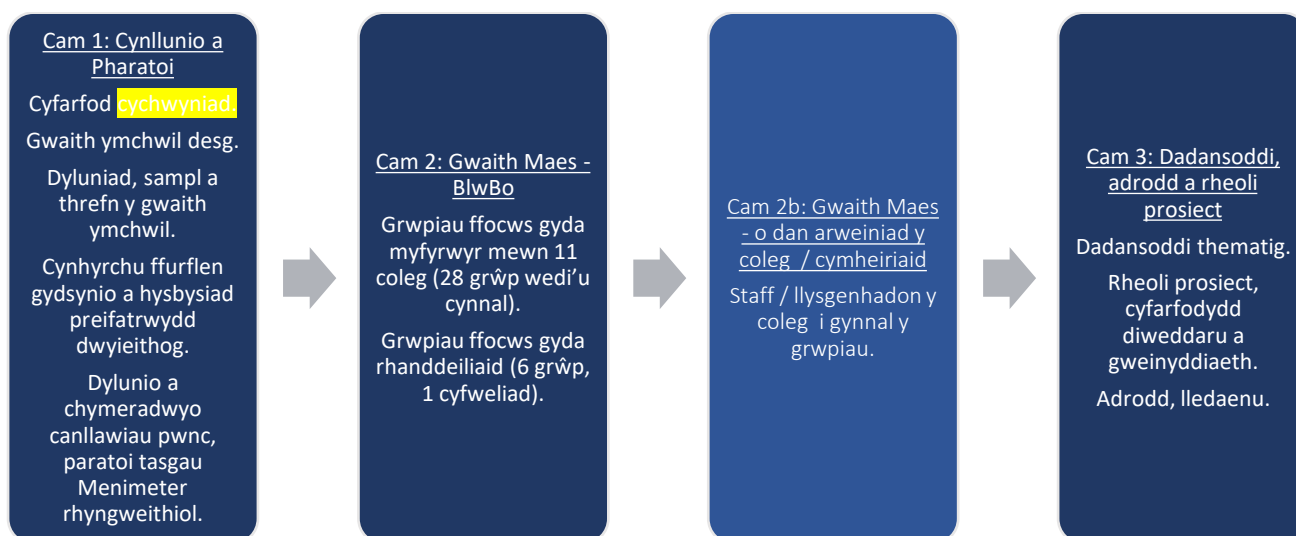 Cam 1: Cynllunio a
Pharatoi
Cyfarfod cychwyniad.
Gwaith ymchwil desg.
Dyluniad, sampl a
threfn y gwaith
ymchwil.
Cynhyrchu ffurflen
gydsynio a hysbysiad
preifatrwydd
dwyieithog.
Dylunio a
chymeradwyo
canllawiau pwnc,
paratoi tasgau
Menimeter
rhyngweithiol.
Cam 2: Gwaith Maes -
BlwBo
Grwpiau ffocws gyda
myfyrwyr mewn 11
coleg (28 grŵp wedi’u
cynnal).
Grwpiau ffocws gyda
rhanddeiliaid (6 grŵp,
1 cyfweliad).
Cam 2b: Gwaith Maes
- o dan arweiniad y
coleg / cymheiriaid
Staff / llysgenhadon y
coleg i gynnal y
grwpiau.
Cam 3: Dadansoddi,
adrodd a rheoli
prosiect
Dadansoddi thematig.
Rheoli prosiect,
cyfarfodydd
diweddaru a
gweinyddiaeth.
Adrodd, lledaenu.